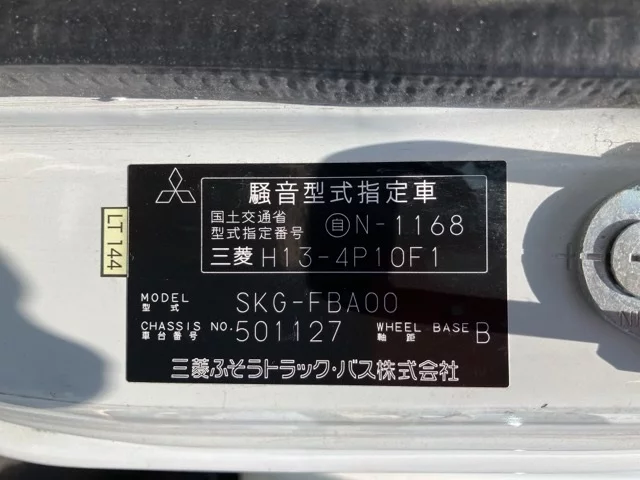 騒音型式指定車
国土交通省
型式指定番号 自N-1168
三菱 H13-4P10F1
MODEL 型式 SKG-FBA00
CHASSIS NO. 車台番号 501127 WHEEL BASE 軸距 B
三菱ふそうトラック・バス株式会社
LT144